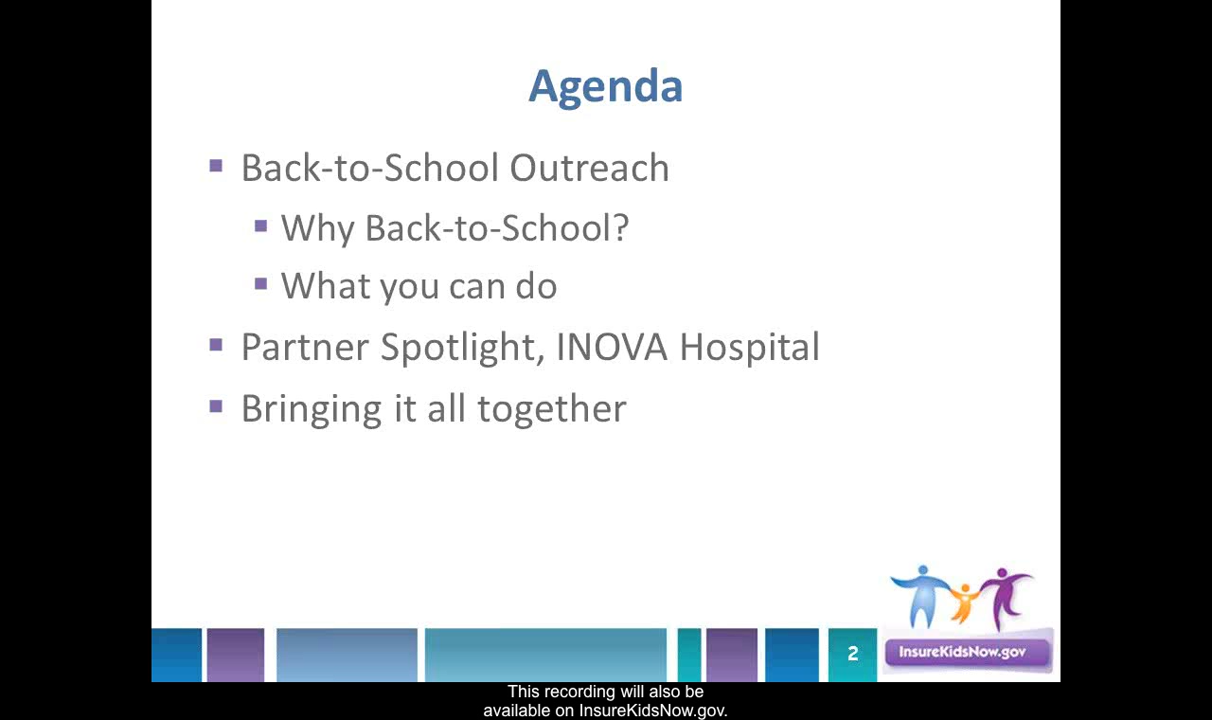 Agenda
Back-to-School Outreach
Why Back-to-School?
What you can do
Partner Spotlight, INOVA Hospital
Bringing it all together
2
InsureKidsNow.gov
This recording will also be
available on InsureKidsNow.gov.